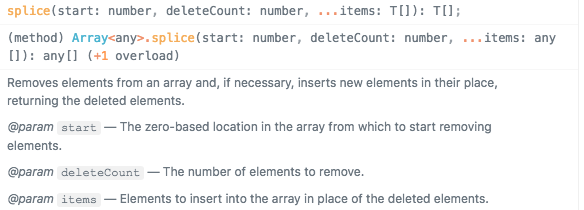 splice(start: number, deleteCount: number, ...items: T[]): T[];
(method) Array<any>.splice(start: number, deleteCount: number, ...items: any
[]): any[] (+1 overload)
Removes elements from an array and, if necessary, inserts new elements in their place,
returning the deleted elements.
@param start — The zero-based location in the array from which to start removing
elements.
@param deleteCount — The number of elements to remove.
@param items — Elements to insert into the array in place of the deleted elements.